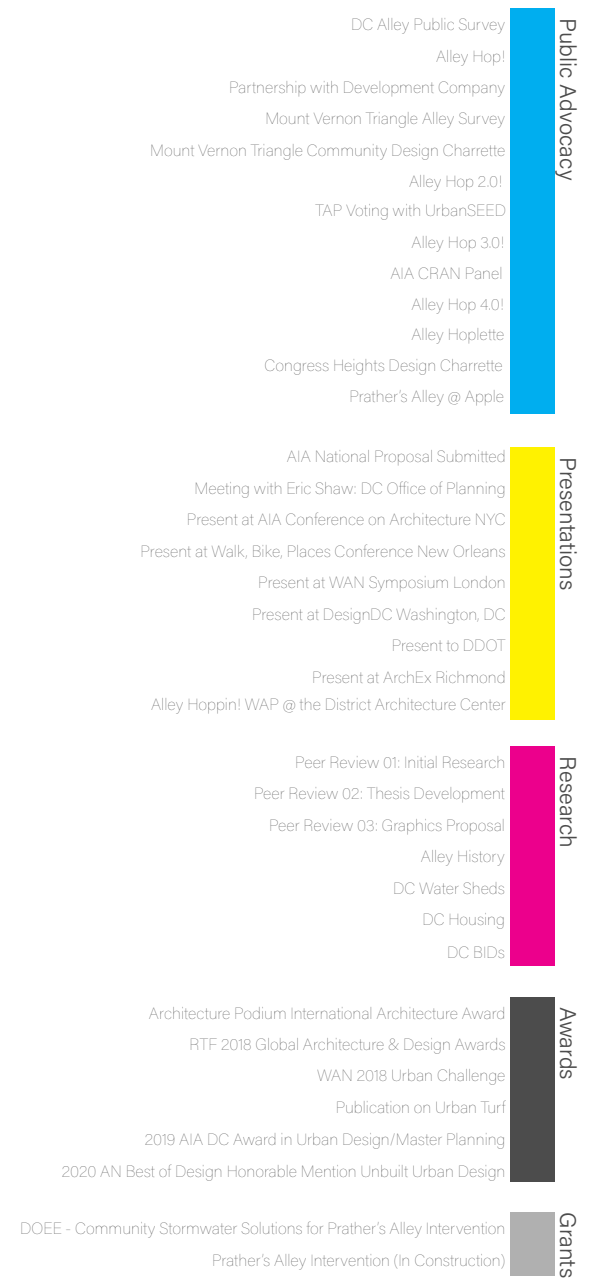 Public Advocacy
DC Alley Public Survey
Alley Hop!
Partnership with Development Company
Mount Vernon Triangle Alley Survey
Mount Vernon Triangle Community Design Charrette
Alley Hop 2.0!
TAP Voting with UrbanSEED
Alley Hop 3.0!
AIA CRAN Panel
Alley Hop 4.0!
Alley Hoplette
Congress Heights Design Charrette
Prather's Alley @ Apple
Presentations
AIA National Proposal Submitted
Meeting with Eric Shaw: DC Office of Planning
Present at AIA Conference on Architecture NYC
Present at Walk, Bike, Places Conference New Orleans
Present at WAN Symposium London
Present at DesignDC Washington, DC
Present to DDOT
Present at ArchEx Richmond
Alley Hoppin! WAP @ the District Architecture Center
Research
Peer Review 01: Initial Research
Peer Review 02: Thesis Development
Peer Review 03: Graphics Proposal
Alley History
DC Water Sheds
DC Housing
DC BIDs
Awards
Architecture Podium International Architecture Award
RTF 2018 Global Architecture & Design Awards
WAN 2018 Urban Challenge
Publication on Urban Turf
2019 AIA DC Award in Urban Design/Master Planning
2020 AN Best of Design Honorable Mention Unbuilt Urban Design
Grants
DOEE - Community Stormwater Solutions for Prather's Alley Intervention
Prather's Alley Intervention (In Construction)